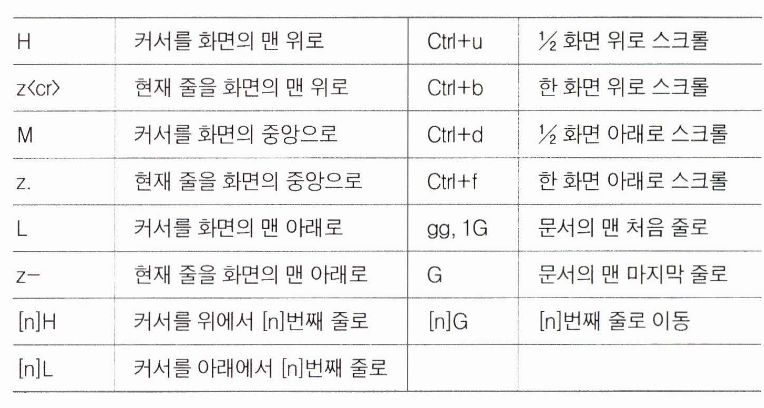 H 커서를 화면의 맨 위로 Ctrl+u ½ 화면 위로 스크롤
z<cr> 현재 줄을 화면의 맨 위로 Ctrl+b 한 화면 위로 스크롤
M 커서를 화면의 중앙으로 Ctrl+d ½ 화면 아래로 스크롤
z. 현재 줄을 화면의 중앙으로 Ctrl+f 한 화면 아래로 스크롤
L 커서를 화면의 맨 아래로 gg, 1G 문서의 맨 처음 줄로
z- 현재 줄을 화면의 맨 아래로 G 문서의 맨 마지막 줄로
[n]H 커서를 위에서 [n]번째 줄로 [n]G [n]번째 줄로 이동
[n]L 커서를 아래에서 [n]번째 줄로